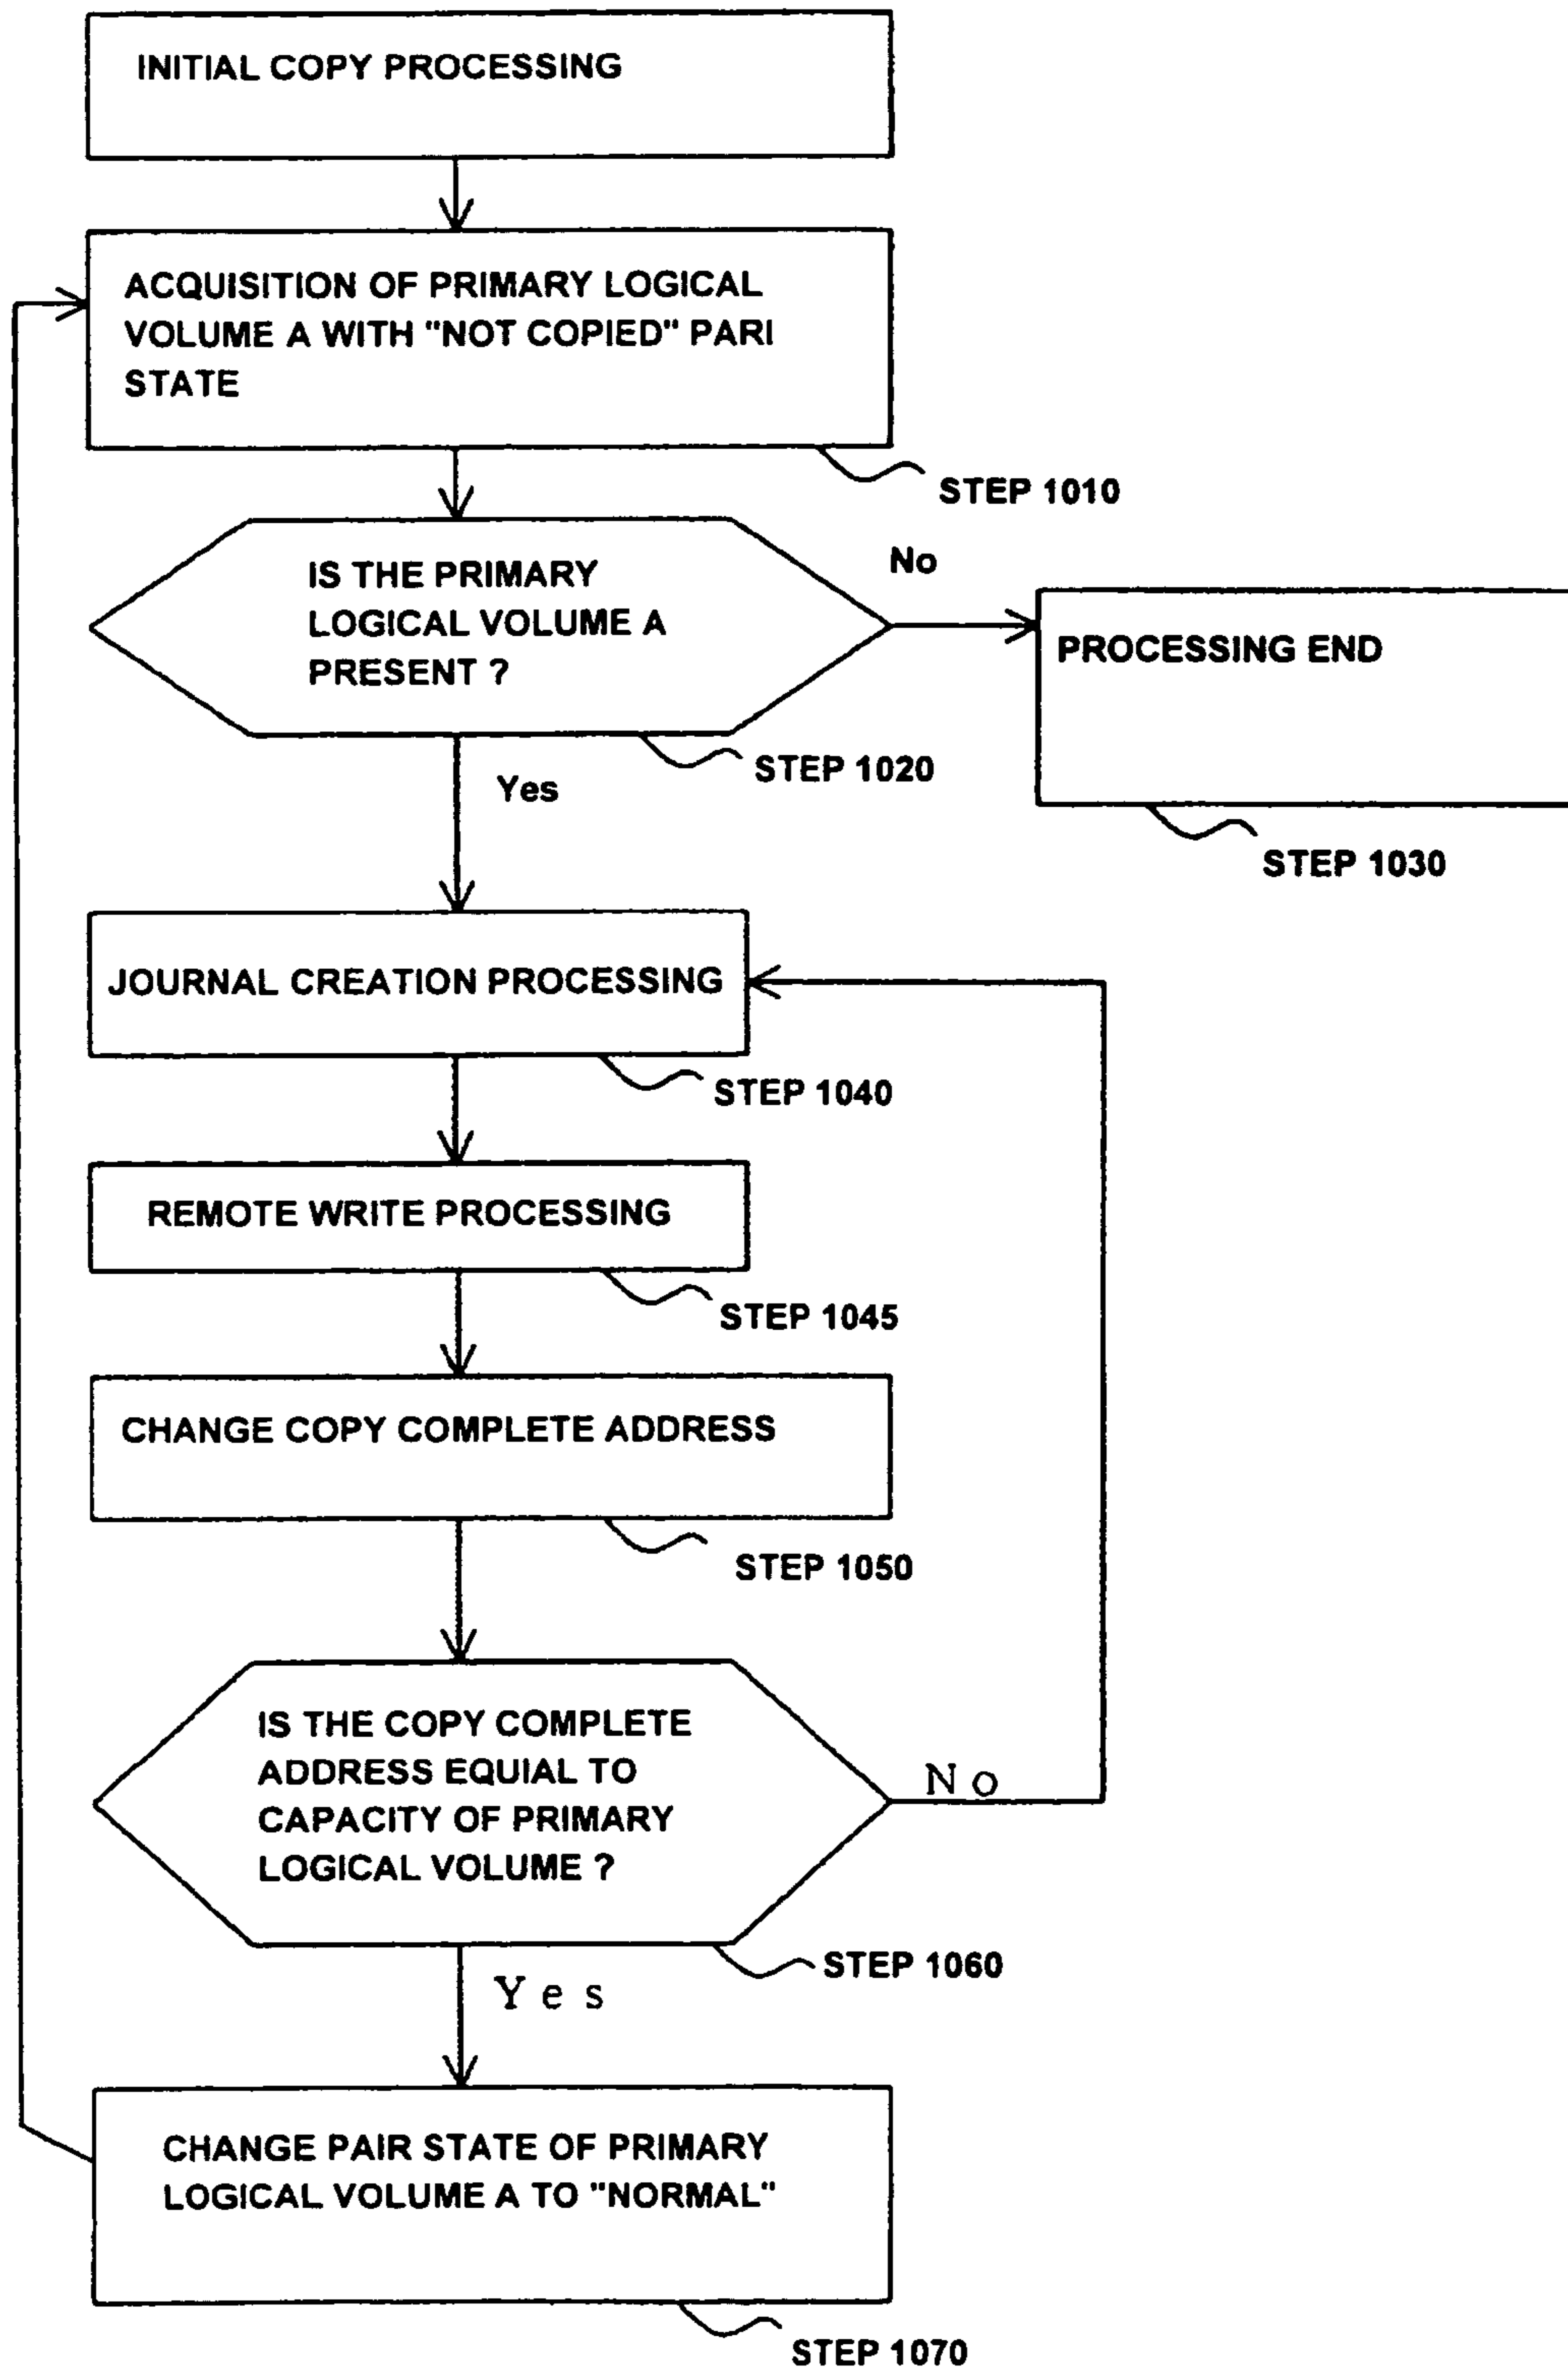 INITIAL COPY PROCESSING
ACQUISITION OF PRIMARY LOGICAL
VOLUME A WITH "NOT COPIED" PARI
STATE
STEP 1010
IS THE PRIMARY
LOGICAL VOLUME A
PRESENT ?
No
PROCESSING END
STEP 1020
Yes
STEP 1030
JOURNAL CREATION PROCESSING
STEP 1040
REMOTE WRITE PROCESSING
STEP 1045
CHANGE COPY COMPLETE ADDRESS
STEP 1050
IS THE COPY COMPLETE
ADDRESS EQUIAL TO
CAPACITY OF PRIMARY
LOGICAL VOLUME ?
No
STEP 1060
Yes
CHANGE PAIR STATE OF PRIMARY
LOGICAL VOLUME A TO "NORMAL"
STEP 1070